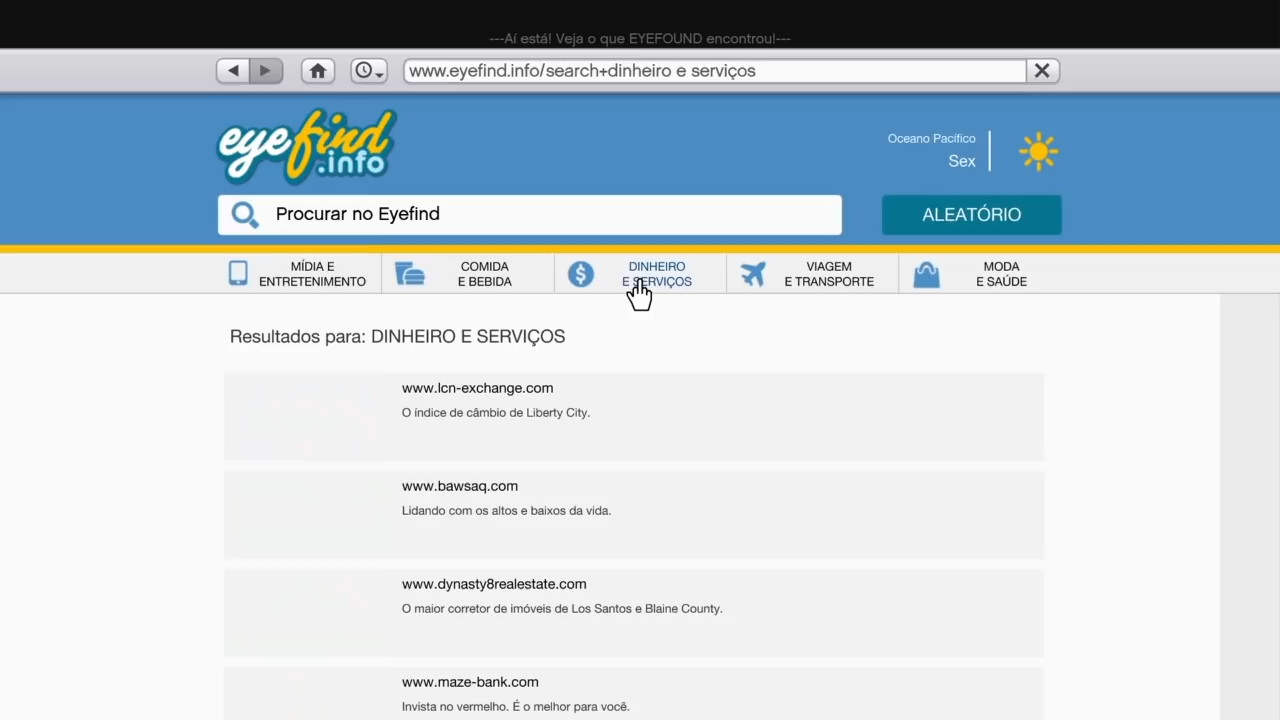 ---Aí está! Veja o que EYEFOUND encontrou!---
www.eyefind.info/search+dinheiro e serviços
eyefind
.info
Oceano Pacífico
Sex
Procurar no Eyefind
ALEATÓRIO
MÍDIA E
ENTRETENIMENTO
COMIDA
E BEBIDA
DINHEIRO
E SERVIÇOS
VIAGEM
E TRANSPORTE
MODA
E SAÚDE
Resultados para: DINHEIRO E SERVIÇOS
www.lcn-exchange.com
O índice de câmbio de Liberty City.
www.bawsaq.com
Lidando com os altos e baixos da vida.
www.dynasty8realestate.com
O maior corretor de imóveis de Los Santos e Blaine County.
www.maze-bank.com
Invista no vermelho. É o melhor para você.